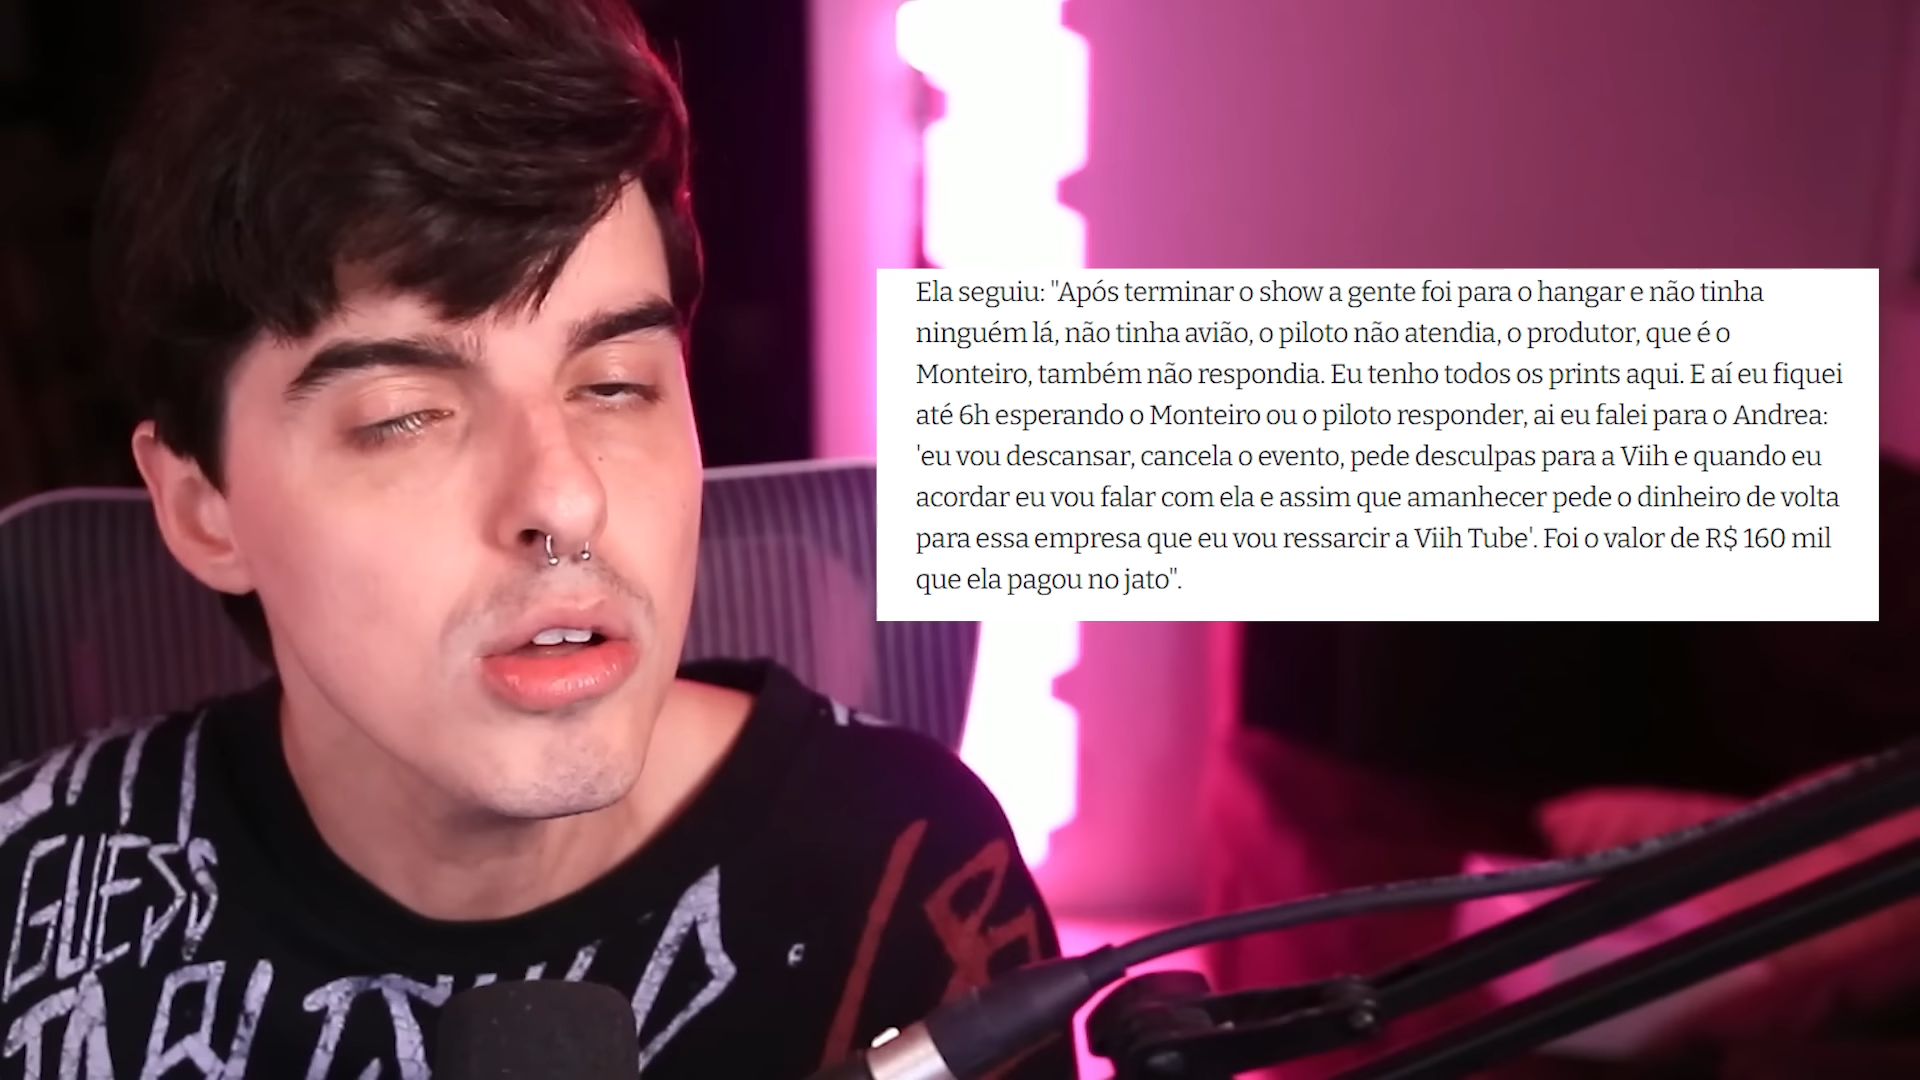 Ela seguiu: "Após terminar o show a gente foi para o hangar e não tinha
ninguém lá, não tinha avião, o piloto não atendia, o produtor, que é o
Monteiro, também não respondia. Eu tenho todos os prints aqui. E aí eu fiquei
até 6h esperando o Monteiro ou o piloto responder, ai eu falei para o Andrea:
'eu vou descansar, cancela o evento, pede desculpas para a Viih e quando eu
acordar eu vou falar com ela e assim que amanhecer pede o dinheiro de volta
para essa empresa que eu vou ressarcir a Viih Tube'. Foi o valor de R$ 160 mil
que ela pagou no jato".
GUESS